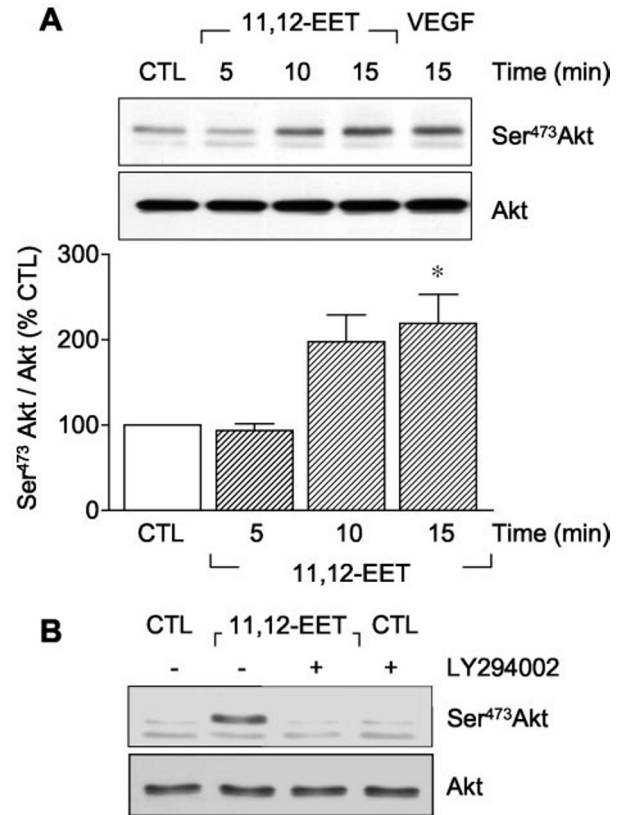 A
11,12-EET VEGF
CTL 5 10 15 15 Time (min)
Ser⁴⁷³Akt
Akt
Ser⁴⁷³ Akt / Akt (% CTL)
300
200
100
0
*
CTL 5 10 15 Time (min)
11,12-EET
B
CTL 11,12-EET CTL
- - + + LY294002
Ser⁴⁷³Akt
Akt